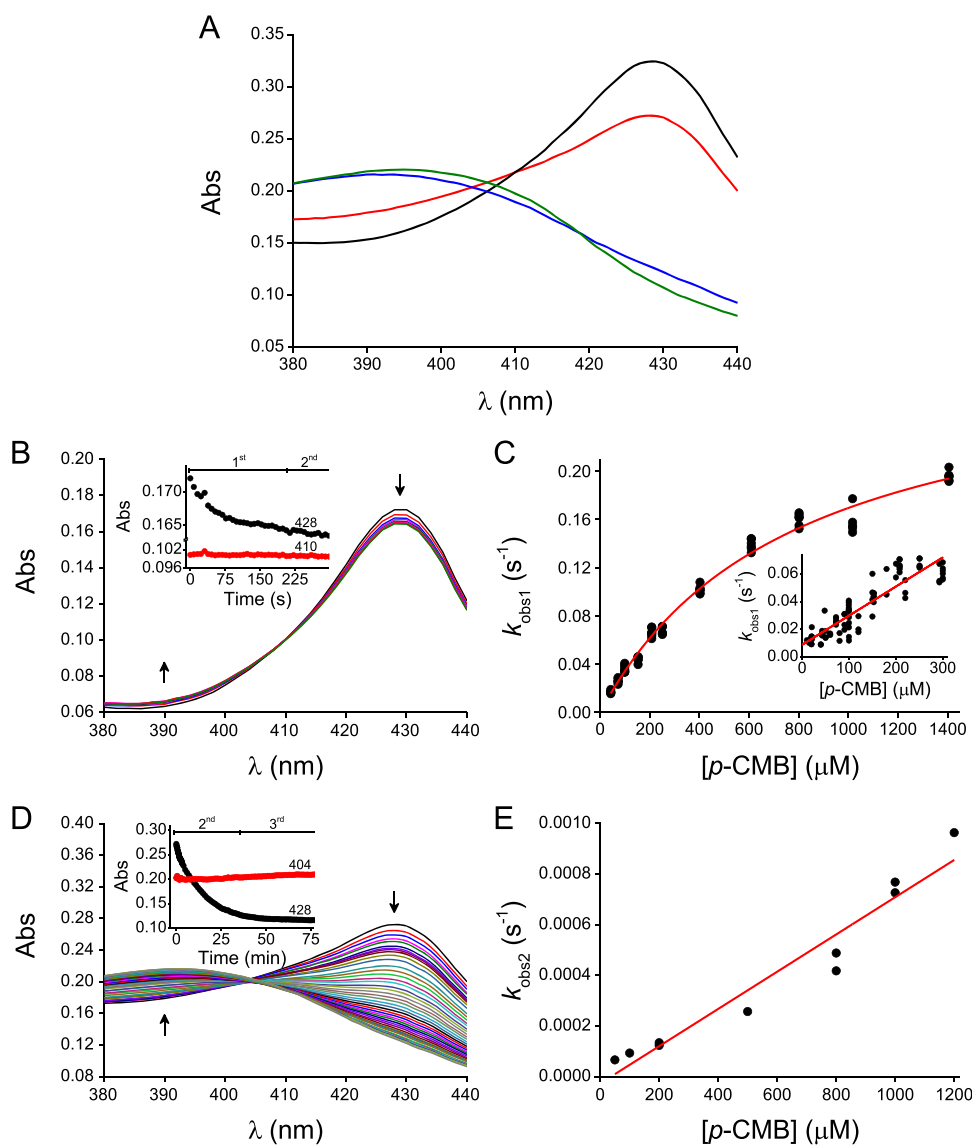 A
0.35
0.30
0.25
0.20
0.15
0.10
0.05
Abs
380 390 400 410 420 430 440
λ (nm)
B
0.20
0.18
0.16
0.14
0.12
0.10
0.08
0.06
Abs
380 390 400 410 420 430 440
λ (nm)
1st 2nd
0.170
0.165
0.102
0.096
Abs
428
410
0 75 150 225
Time (s)
C
0.20
0.16
0.12
0.08
0.04
0.00
kobs1 (s-1)
0 200 400 600 800 1000 1200 1400
[p-CMB] (μM)
0.06
0.04
0.02
0.00
kobs1 (s-1)
0 100 200 300
[p-CMB] (μM)
D
0.40
0.36
0.32
0.28
0.24
0.20
0.16
0.12
0.08
Abs
380 390 400 410 420 430 440
λ (nm)
2nd 3rd
0.30
0.25
0.20
0.15
0.10
Abs
404
428
0 25 50 75
Time (min)
E
0.0010
0.0008
0.0006
0.0004
0.0002
0.0000
kobs2 (s-1)
0 200 400 600 800 1000 1200
[p-CMB] (μM)